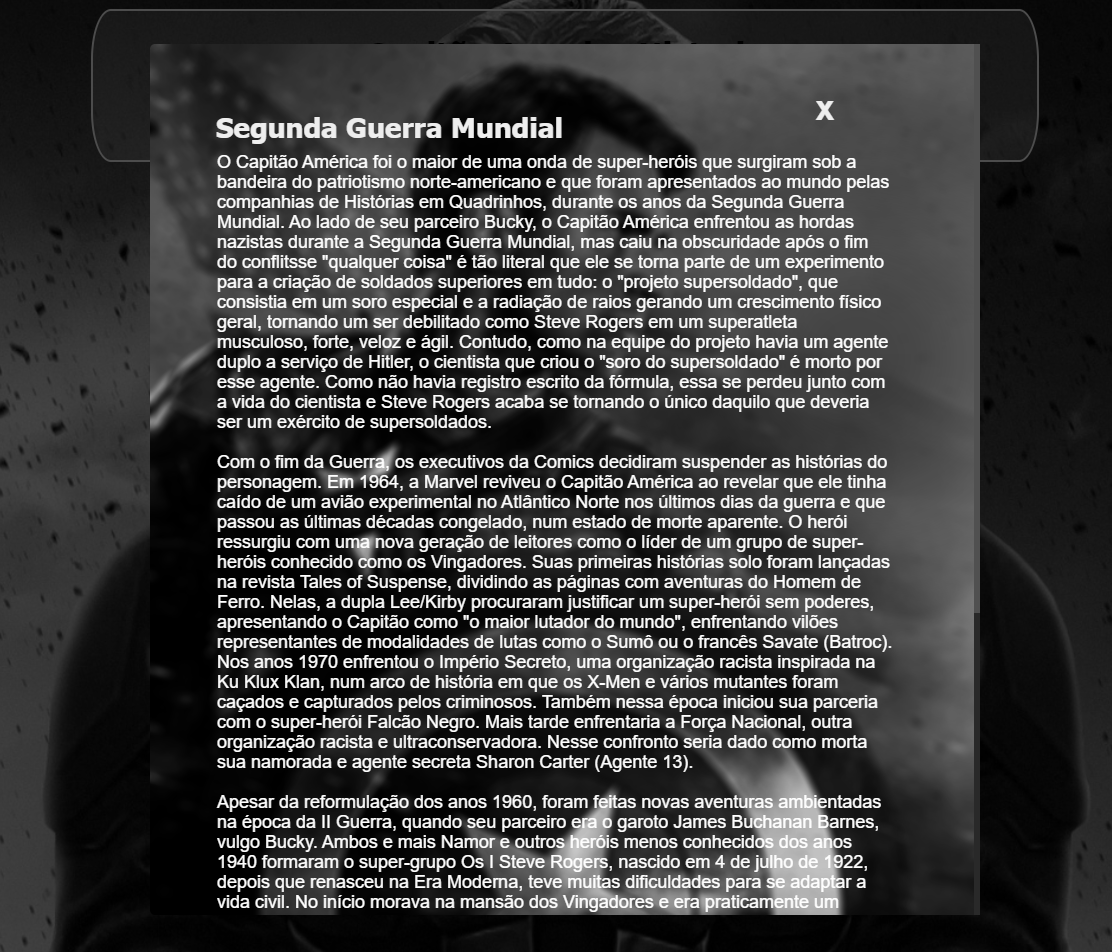 X
Segunda Guerra Mundial
O Capitão América foi o maior de uma onda de super-heróis que surgiram sob a
bandeira do patriotismo norte-americano e que foram apresentados ao mundo pelas
companhias de Histórias em Quadrinhos, durante os anos da Segunda Guerra
Mundial. Ao lado de seu parceiro Bucky, o Capitão América enfrentou as hordas
nazistas durante a Segunda Guerra Mundial, mas caiu na obscuridade após o fim
do conflitsse "qualquer coisa" é tão literal que ele se torna parte de um experimento
para a criação de soldados superiores em tudo: o "projeto supersoldado", que
consistia em um soro especial e a radiação de raios gerando um crescimento físico
geral, tornando um ser debilitado como Steve Rogers em um superatleta
musculoso, forte, veloz e ágil. Contudo, como na equipe do projeto havia um agente
duplo a serviço de Hitler, o cientista que criou o "soro do supersoldado" é morto por
esse agente. Como não havia registro escrito da fórmula, essa se perdeu junto com
a vida do cientista e Steve Rogers acaba se tornando o único daquilo que deveria
ser um exército de supersoldados.
Com o fim da Guerra, os executivos da Comics decidiram suspender as histórias do
personagem. Em 1964, a Marvel reviveu o Capitão América ao revelar que ele tinha
caído de um avião experimental no Atlântico Norte nos últimos dias da guerra e que
passou as últimas décadas congelado, num estado de morte aparente. O herói
ressurgiu com uma nova geração de leitores como o líder de um grupo de super-
heróis conhecido como os Vingadores. Suas primeiras histórias solo foram lançadas
na revista Tales of Suspense, dividindo as páginas com aventuras do Homem de
Ferro. Nelas, a dupla Lee/Kirby procuraram justificar um super-herói sem poderes,
apresentando o Capitão como "o maior lutador do mundo", enfrentando vilões
representantes de modalidades de lutas como o Sumô ou o francês Savate (Batroc).
Nos anos 1970 enfrentou o Império Secreto, uma organização racista inspirada na
Ku Klux Klan, num arco de história em que os X-Men e vários mutantes foram
caçados e capturados pelos criminosos. Também nessa época iniciou sua parceria
com o super-herói Falcão Negro. Mais tarde enfrentaria a Força Nacional, outra
organização racista e ultraconservadora. Nesse confronto seria dado como morta
sua namorada e agente secreta Sharon Carter (Agente 13).
Apesar da reformulação dos anos 1960, foram feitas novas aventuras ambientadas
na época da II Guerra, quando seu parceiro era o garoto James Buchanan Barnes,
vulgo Bucky. Ambos e mais Namor e outros heróis menos conhecidos dos anos
1940 formaram o super-grupo Os I Steve Rogers, nascido em 4 de julho de 1922,
depois que renasceu na Era Moderna, teve muitas dificuldades para se adaptar a
vida civil. No início morava na mansão dos Vingadores e era praticamente um